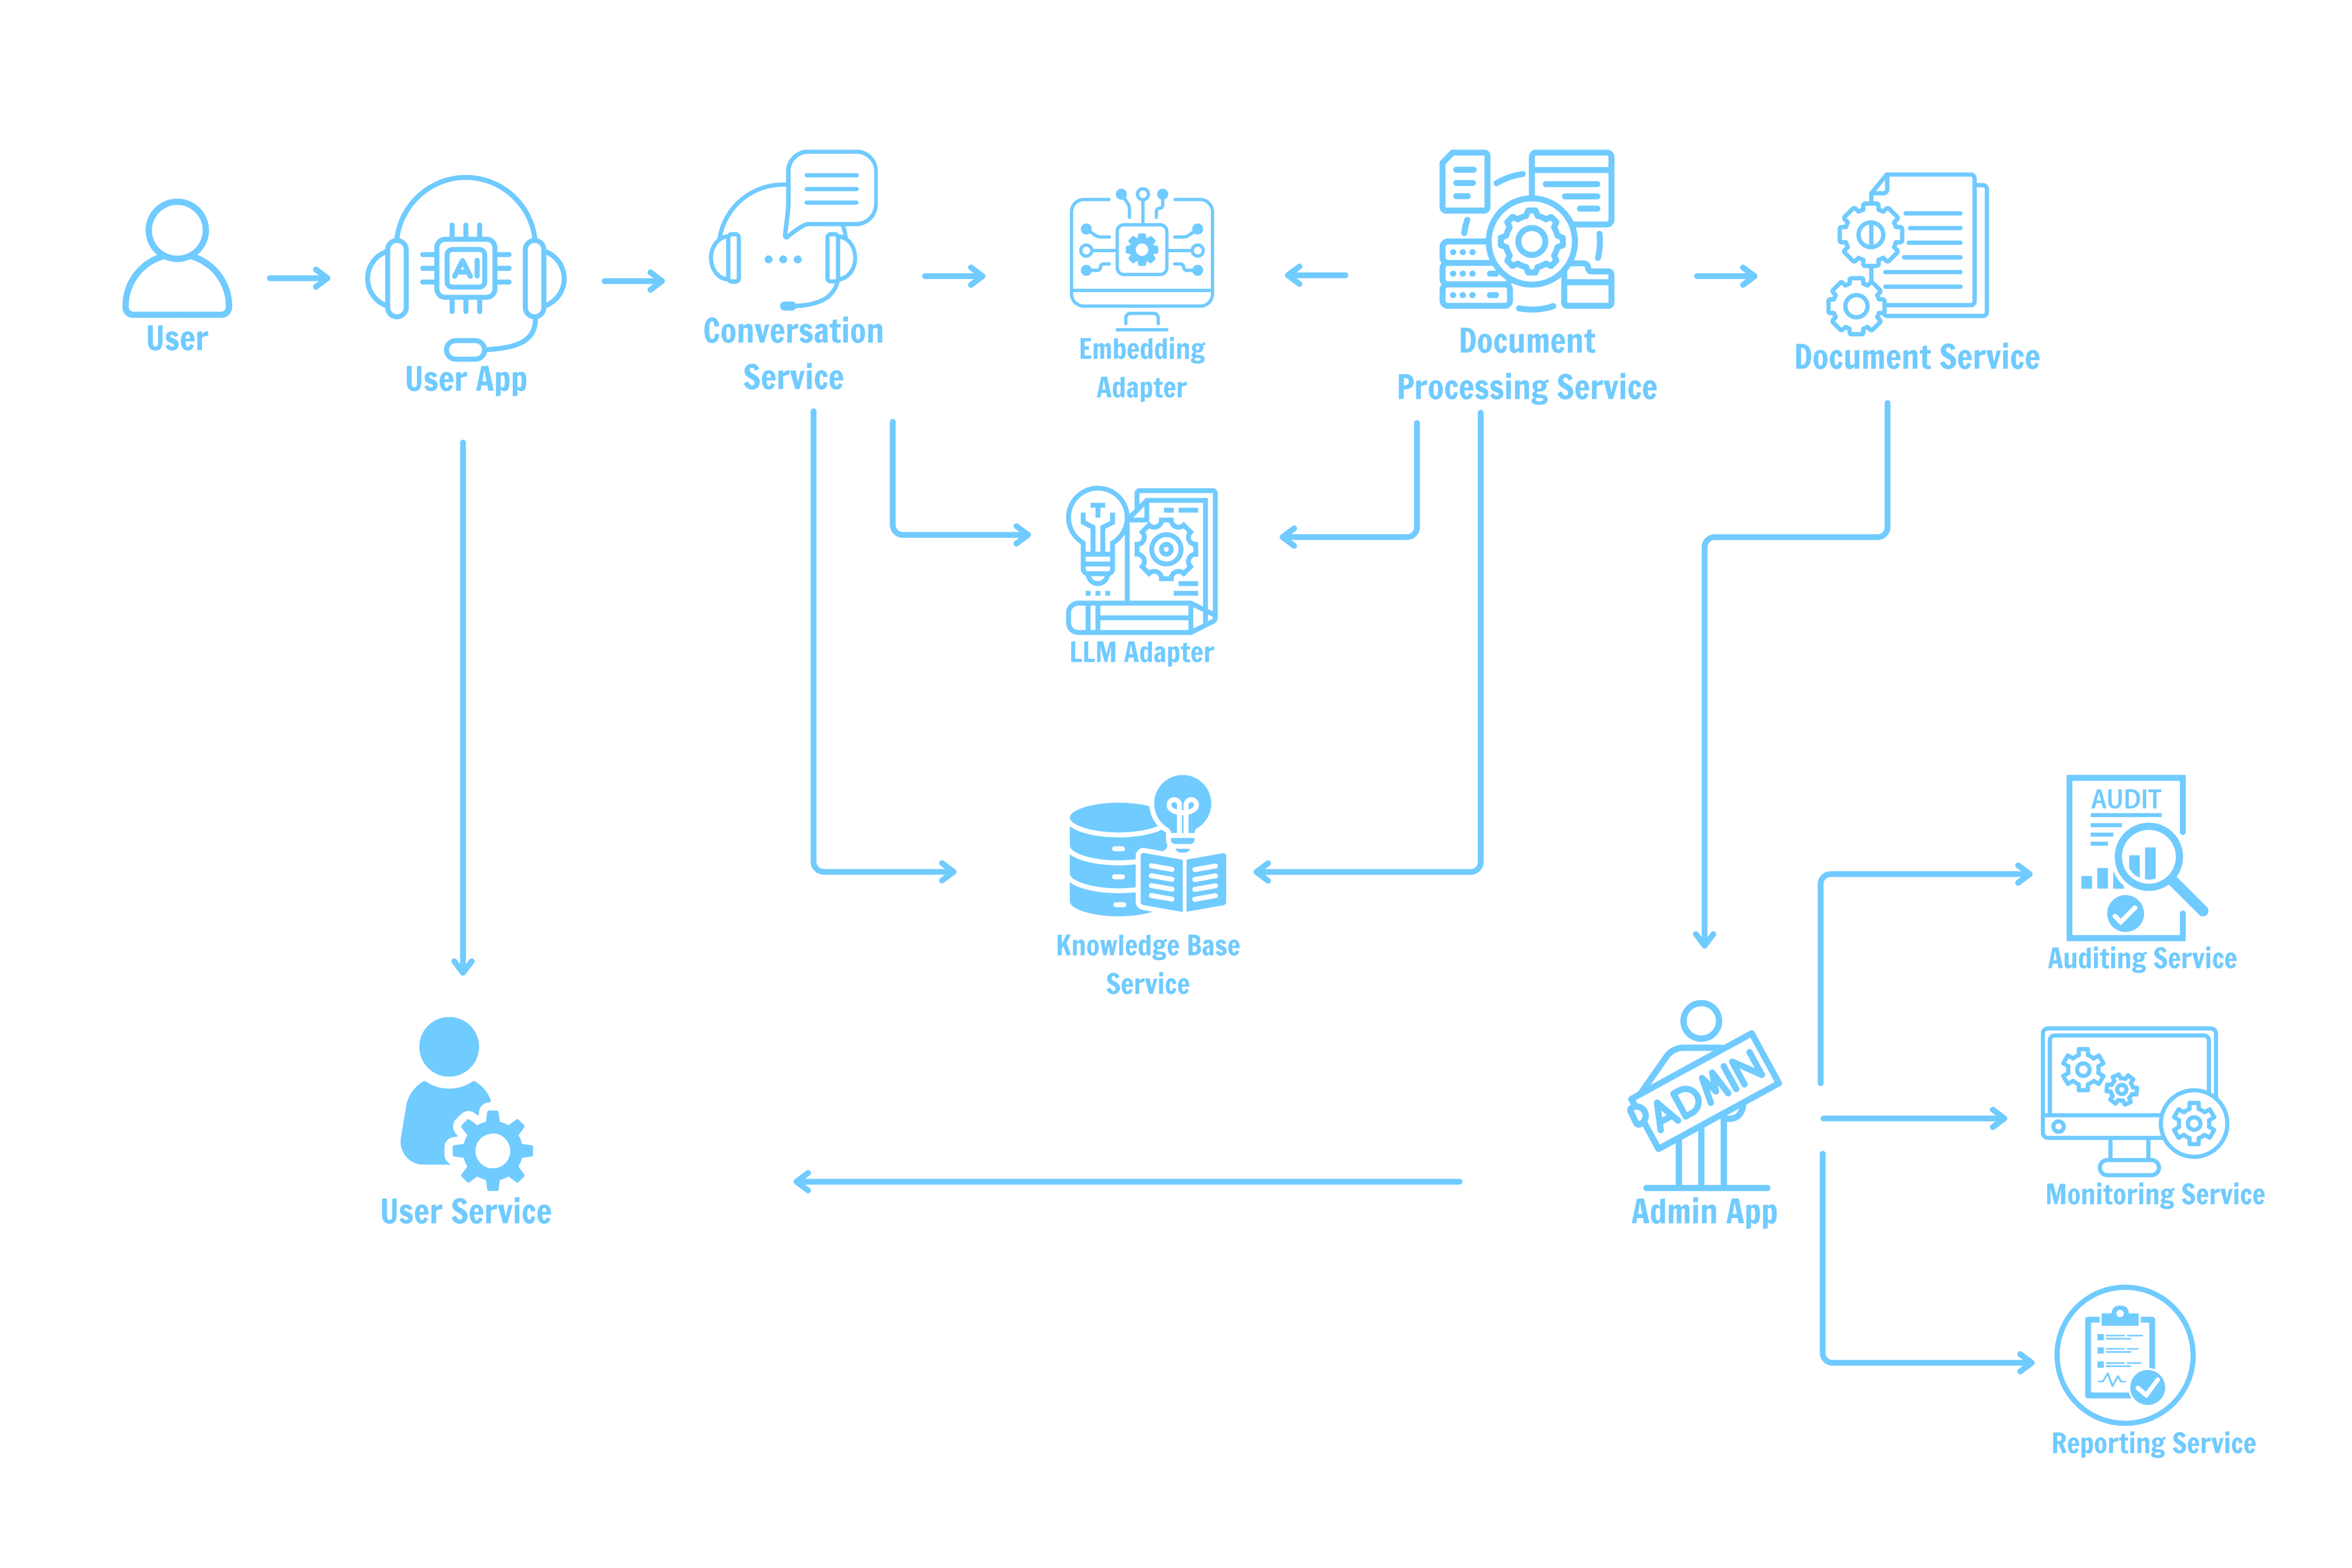 AI
User
User App
Conversation
Service
Embedding
Adapter
Document
Processing Service
Document Service
LLM Adapter
Knowledge Base
Service
AUDIT
Auditing Service
ADMIN
User Service
Admin App
Monitoring Service
Reporting Service